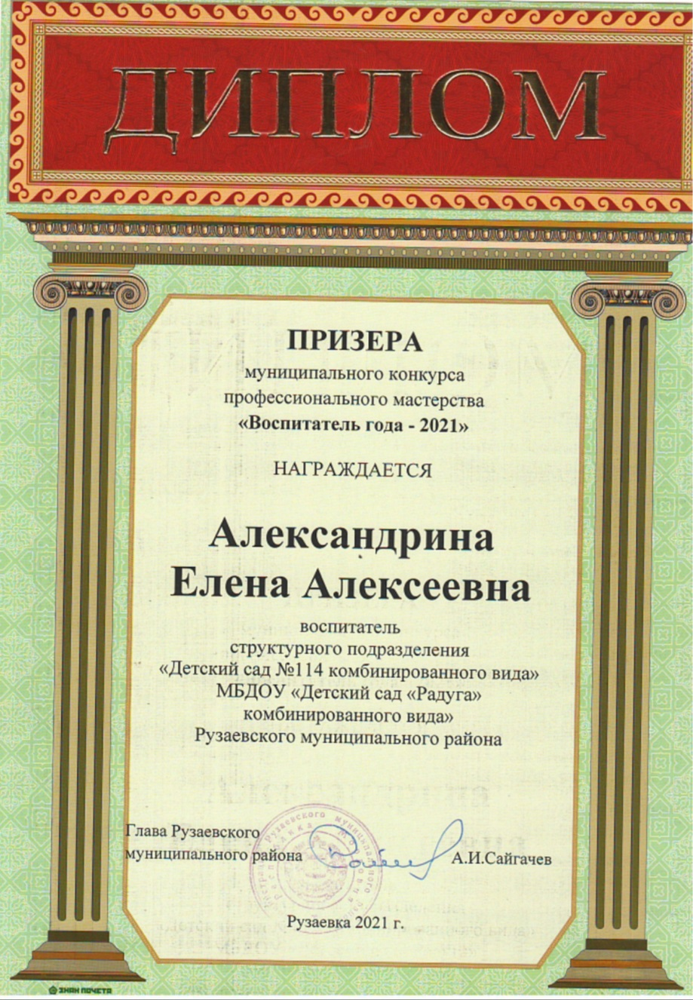 ДИПЛОМ
ПРИЗЕРА
муниципального конкурса
профессионального мастерства
«Воспитатель года - 2021»
НАГРАЖДАЕТСЯ
Александрина
Елена Алексеевна
воспитатель
структурного подразделения
«Детский сад №114 комбинированного вида»
МБДОУ «Детский сад «Радуга»
комбинированного вида»
Рузаевского муниципального района
Глава Рузаевского
муниципального района
А.И.Сайгачев
Рузаевка 2021 г.
ЗНАК ПОЧЕТА